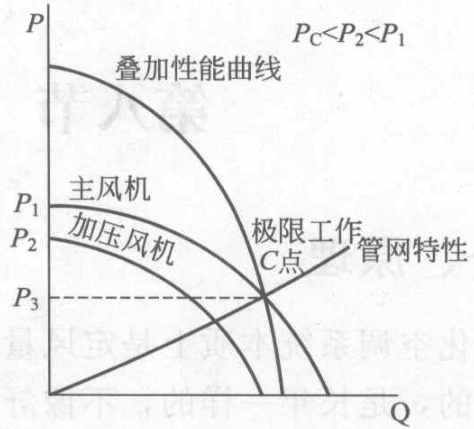 P
P_C<P_2<P_1
叠加性能曲线
主风机
P_1
加压风机
P_2
极限工作
C点
管网特性
P_3
Q